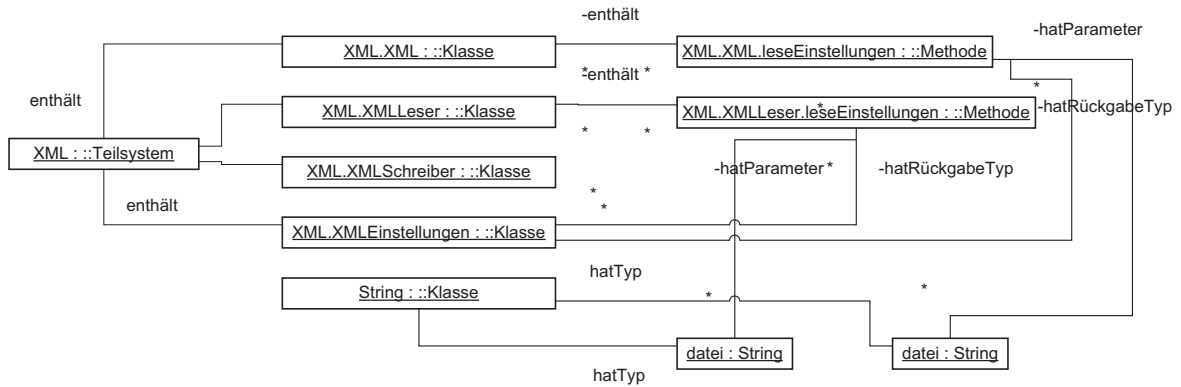 -enthält
-hatParameter
XML.XML : ::Klasse
XML.XML.leseEinstellungen : ::Methode
* *
-enthält
*
enthält
XML.XMLLeser : ::Klasse
XML.XMLLeser.leseEinstellungen : ::Methode
*
-hatRückgabeTyp
* *
XML : ::Teilsystem
XML.XMLSchreiber : ::Klasse
-hatParameter *
-hatRückgabeTyp
*
*
enthält
XML.XMLEinstellungen : ::Klasse
hatTyp
String : ::Klasse
* *
datei : String
datei : String
hatTyp